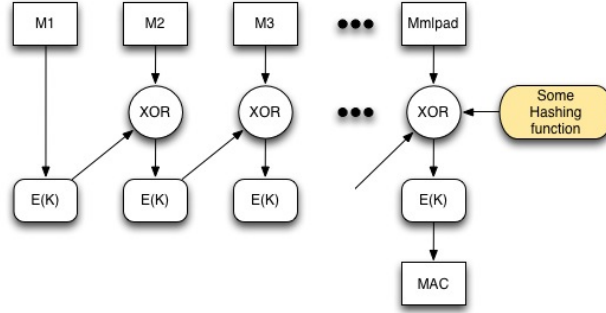 M1
M2
M3
Mmlpad
XOR
XOR
XOR
Some
Hashing
function
E(K)
E(K)
E(K)
E(K)
MAC